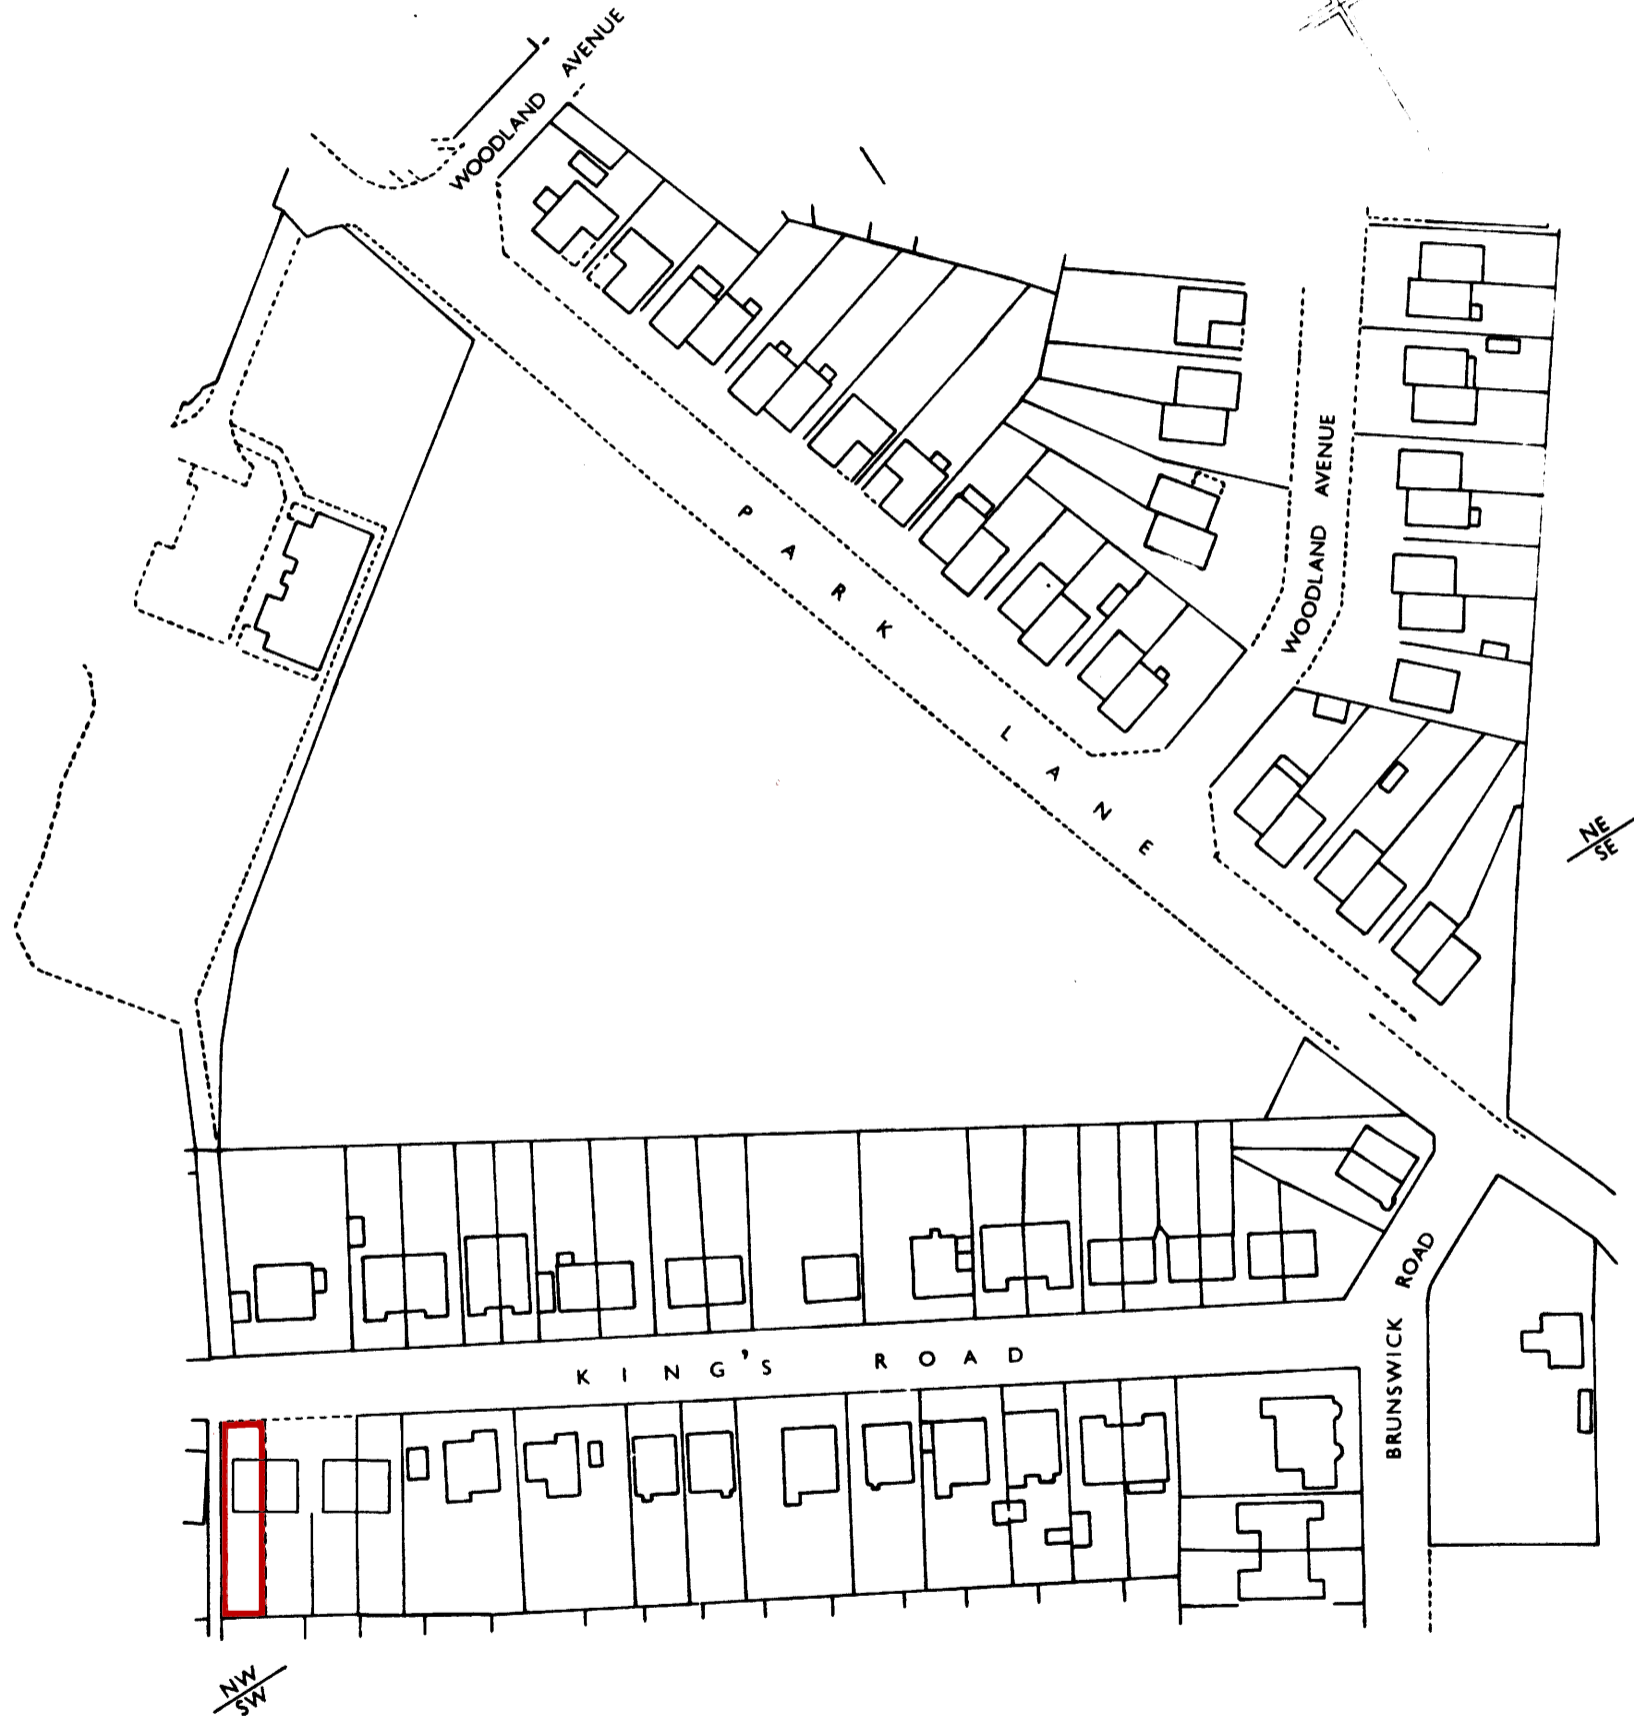 WOODLAND AVENUE
WOODLAND AVENUE
PARK LANE
NE
SE
KING'S ROAD
BRUNSWICK ROAD
NW
SW